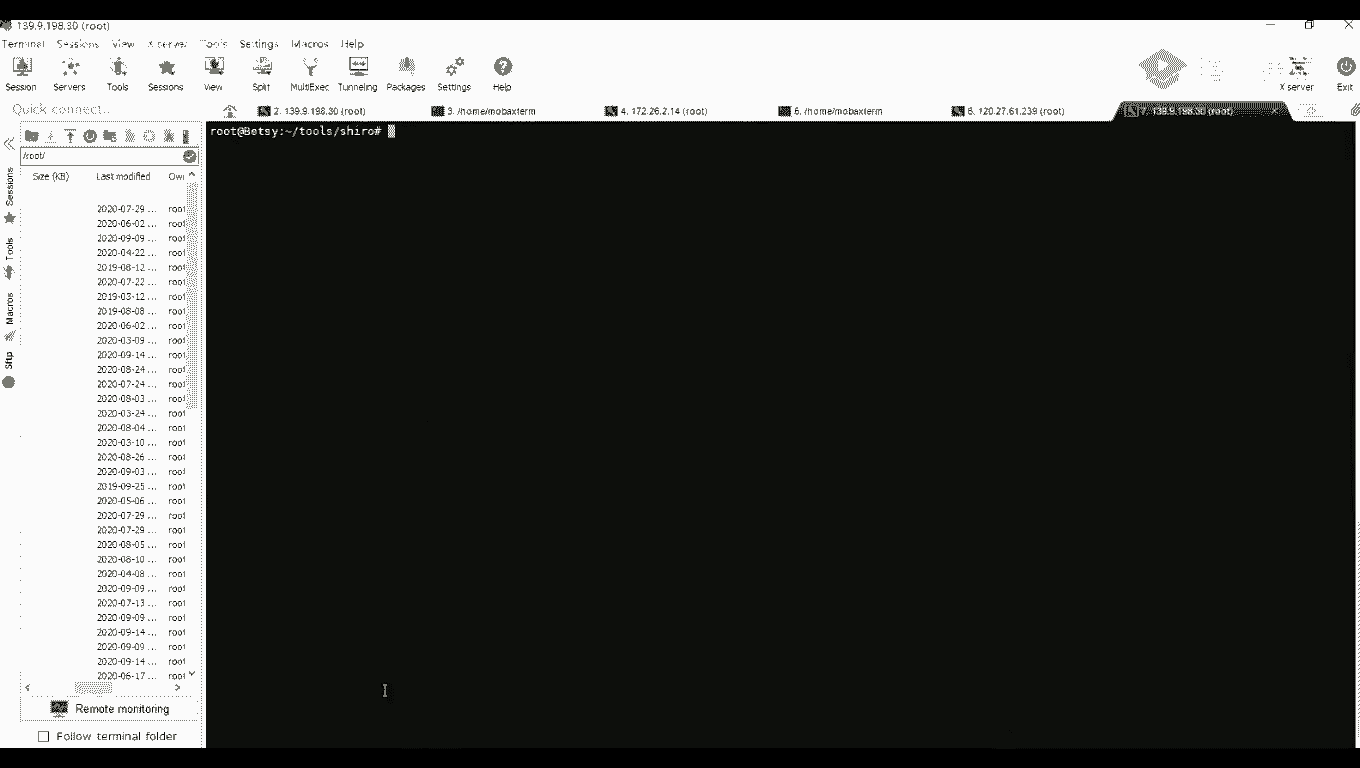 139.9.198.30 (root)
Terminal Sessions View X server Tools Settings Macros Help
Session Servers Tools Sessions View Split MultiExec Tunneling Packages Settings Help X server Exit
Quick connect...
2. 139.9.198.30 (root) 3. /home/mobaxterm 4. 172.26.2.14 (root) /home/mobaxterm 120.27.61.239 (root) 7. 139.9.198.30 (root)
/root/
root@Betsy:~/tools/shiro#
Size (KB) Last modified Own
2020-07-29 ... root
2020-06-02 ... root
2020-09-09 ... root
2020-04-22 ... root
2019-08-12 ... root
2020-07-22 ... root
2019-03-12 ... root
2019-08-08 ... root
2020-06-02 ... root
2020-03-09 ... root
2020-09-14 ... root
2020-08-24 ... root
2020-07-24 ... root
2020-08-03 ... root
2020-03-24 ... root
2020-08-04 ... root
2020-03-10 ... root
2020-08-26 ... root
2020-09-03 ... root
2019-09-25 ... root
2020-05-06 ... root
2020-07-29 ... root
2020-07-29 ... root
2020-08-05 ... root
2020-08-10 ... root
2020-04-08 ... root
2020-09-09 ... root
2020-07-13 ... root
2020-09-09 ... root
2020-09-14 ... root
2020-09-09 ... root
2020-09-14 ... root
2020-06-17 ... root
Sessions
Tools
Macros
Sftp
Remote monitoring
Follow terminal folder